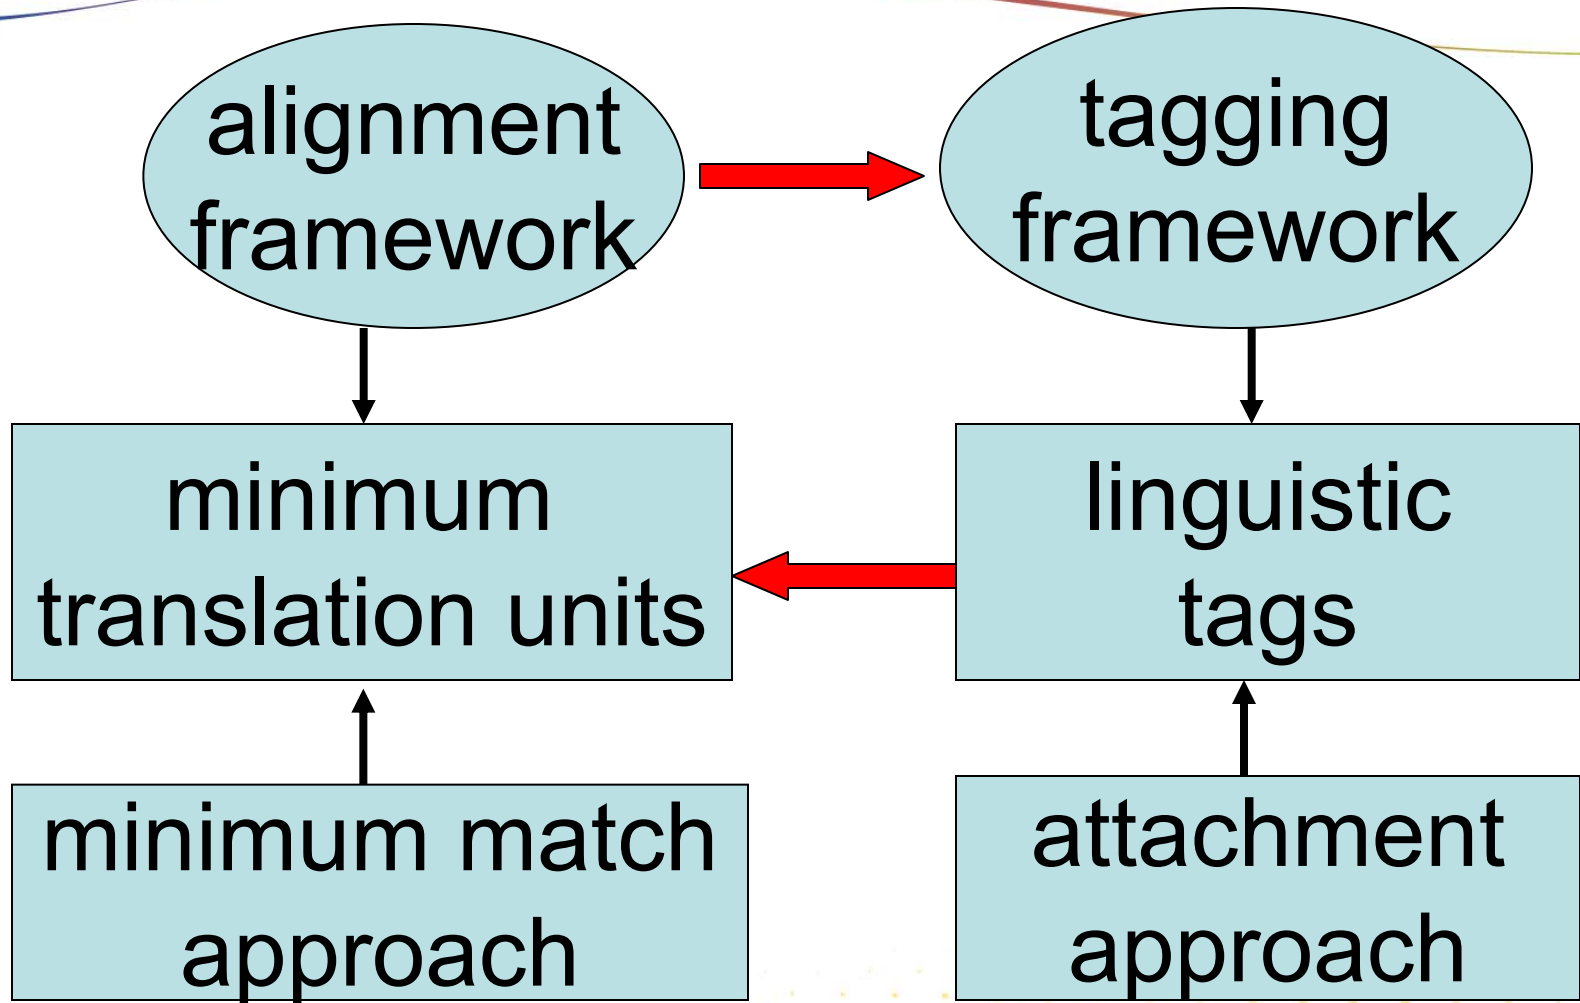 alignment
framework
tagging
framework
minimum
translation units
linguistic
tags
minimum match
approach
attachment
approach